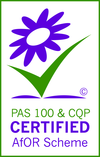 ©
PAS 100 & CQP
CERTIFIED
AfOR Scheme